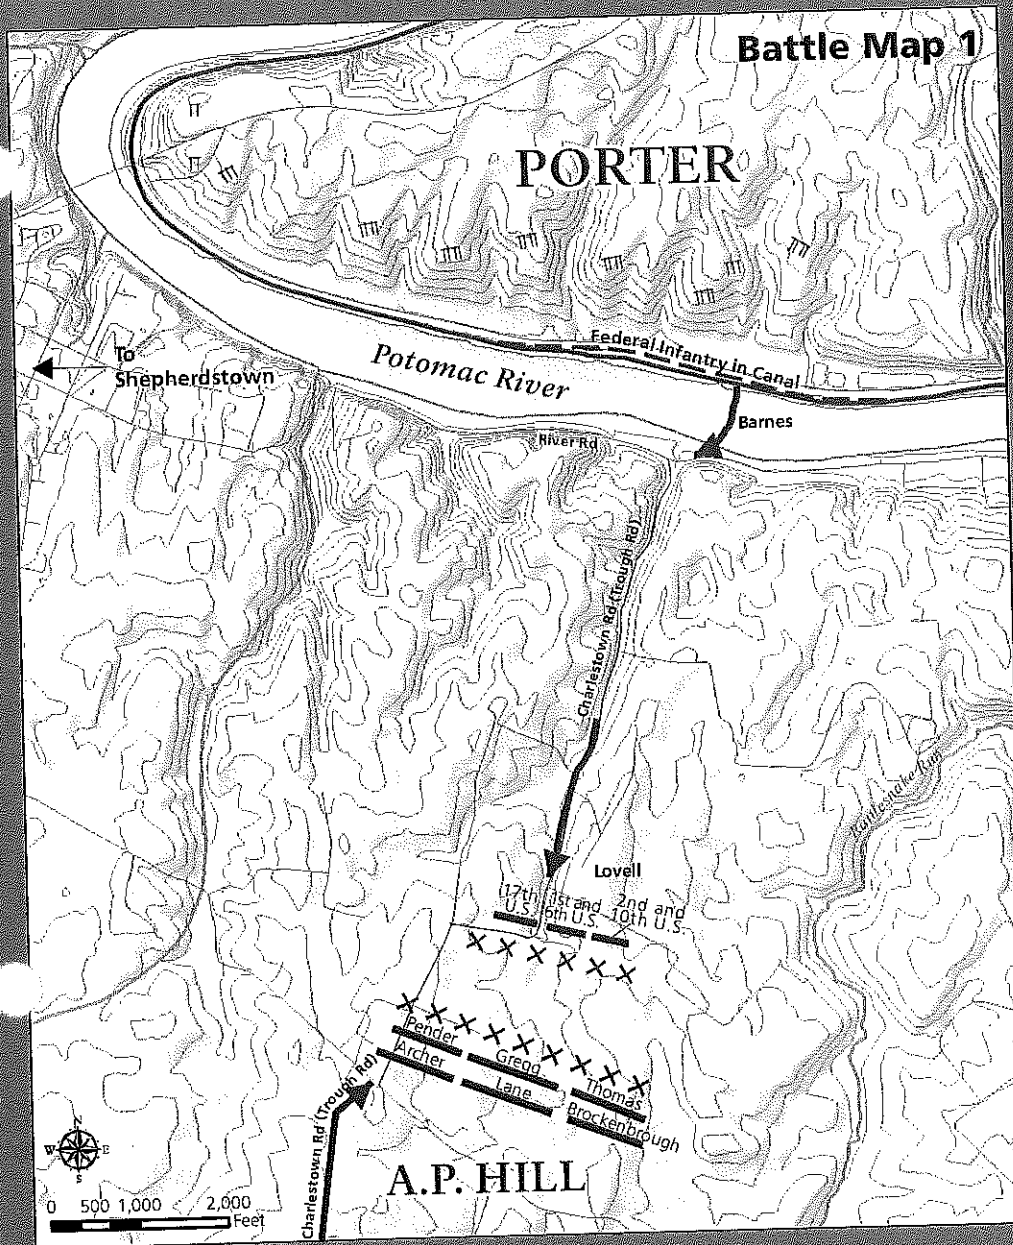 Battle Map 1
PORTER
Federal Infantry in Canal
To
Shepherdstown
Potomac River
Barnes
River Rd
Charlestown Rd (Trough Rd)
Rattlesnake Run
Lovell
17th
U.S.
1st and
6th U.S.
2nd and
10th U.S.
Pender
Gregg
Thomas
Archer
Lane
Brockenbrough
Charlestown Rd (Trough Rd)
A.P. HILL
N
W
E
S
0 500 1,000 2,000
Feet